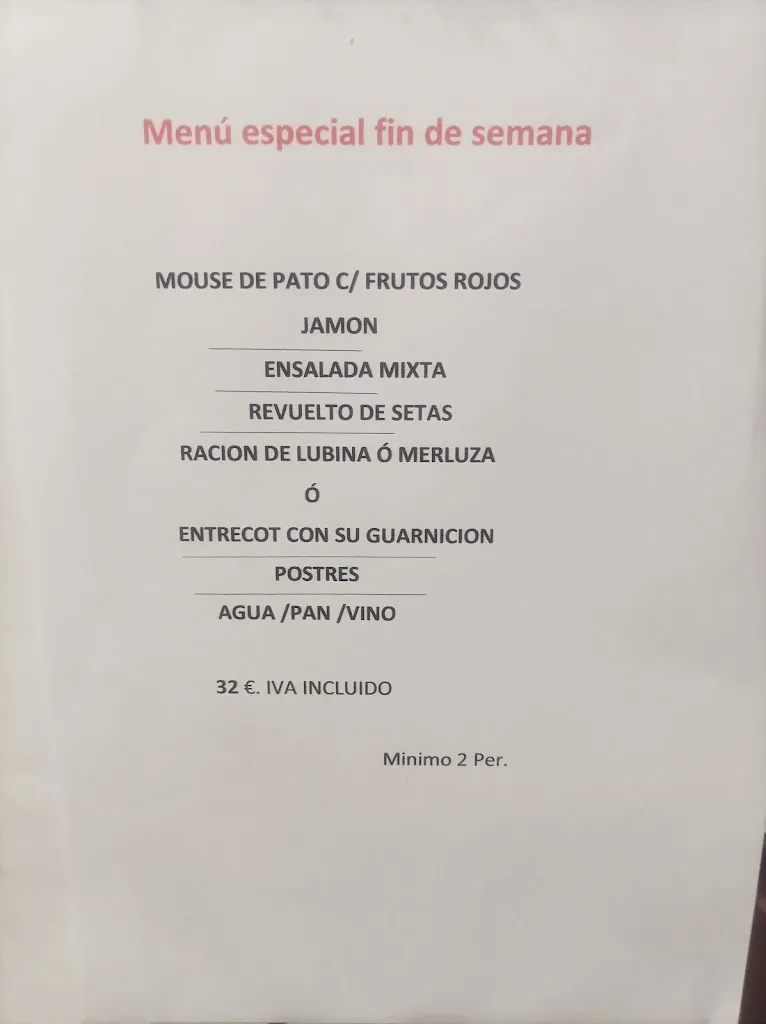 Menú especial fin de semana
MOUSE DE PATO C/ FRUTOS ROJOS
JAMON
ENSALADA MIXTA
REVUELTO DE SETAS
RACION DE LUBINA Ó MERLUZA
Ó
ENTRECOT CON SU GUARNICION
POSTRES
AGUA /PAN /VINO
32 €. IVA INCLUIDO
Minimo 2 Per.